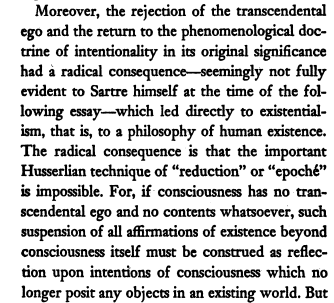 Moreover, the rejection of the transcendental
ego and the return to the phenomenological doc-
trine of intentionality in its original significance
had a radical consequence—seemingly not fully
evident to Sartre himself at the time of the fol-
lowing essay—which led directly to existential-
ism, that is, to a philosophy of human existence.
The radical consequence is that the important
Husserlian technique of "reduction" or "epoché"
is impossible. For, if consciousness has no tran-
scendental ego and no contents whatsoever, such
suspension of all affirmations of existence beyond
consciousness itself must be construed as reflec-
tion upon intentions of consciousness which no
longer posit any objects in an existing world. But